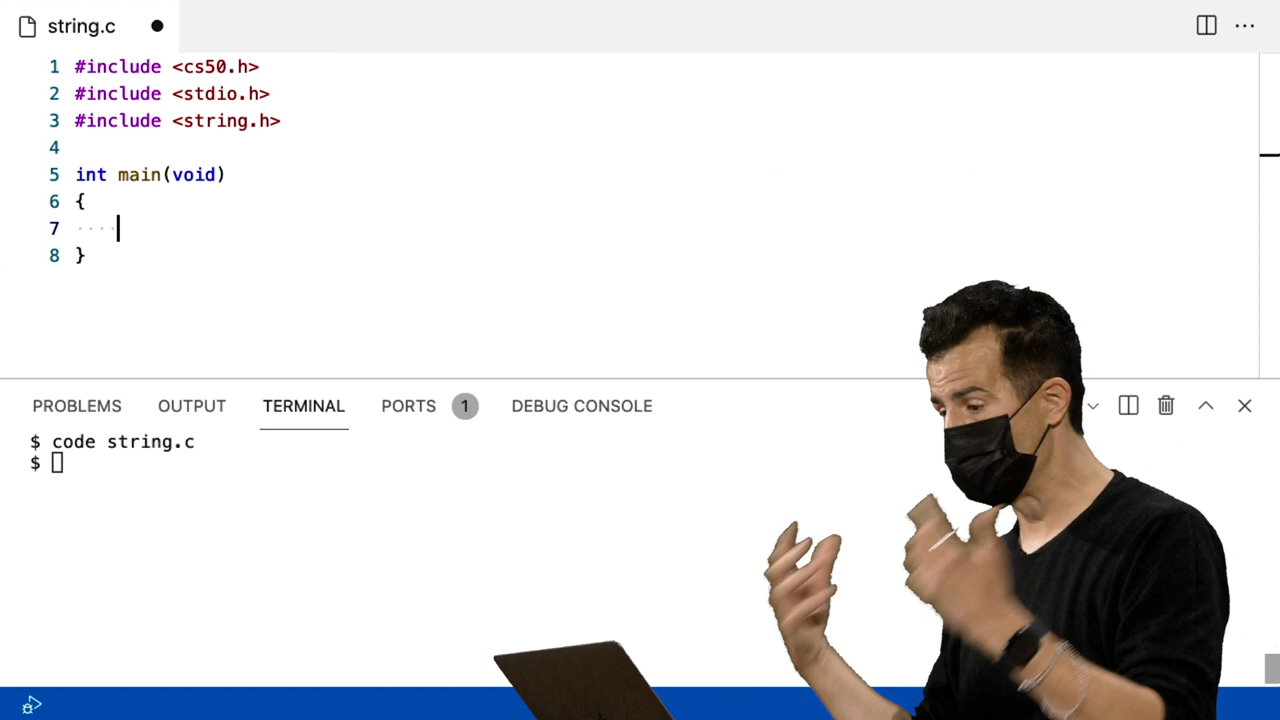 string.c
1 #include <cs50.h>
2 #include <stdio.h>
3 #include <string.h>
4
5 int main(void)
6 {
7 ····
8 }
PROBLEMS OUTPUT TERMINAL PORTS 1 DEBUG CONSOLE
$ code string.c
$